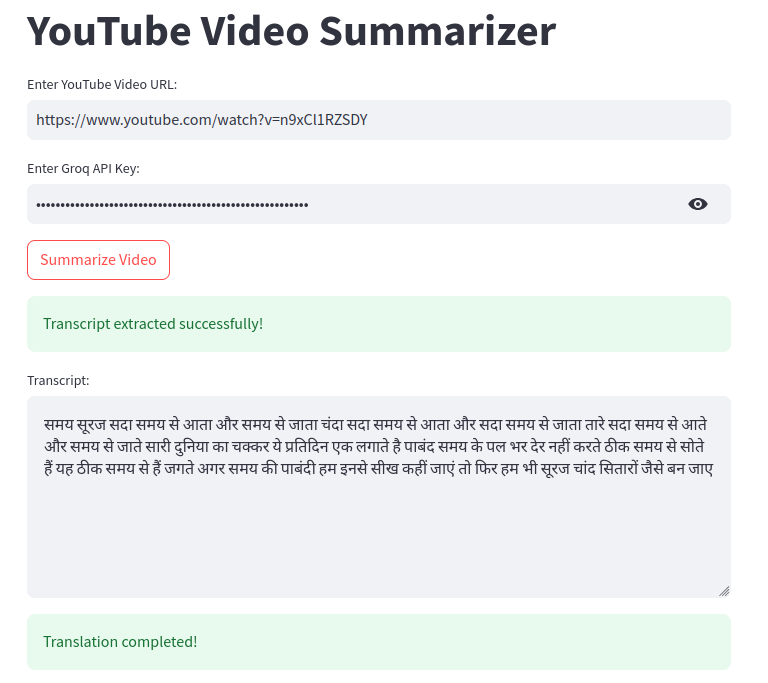 YouTube Video Summarizer
Enter YouTube Video URL:
https://www.youtube.com/watch?v=n9xCl1RZSDY
Enter Groq API Key:
••••••••••••••••••••••••••••••••••••••••••••••••••••••••
Summarize Video
Transcript extracted successfully!
Transcript:
समय सूरज सदा समय से आता और समय से जाता चंदा सदा समय से आता और सदा समय से जाता तारे सदा समय से आते
और समय से जाते सारी दुनिया का चक्कर ये प्रतिदिन एक लगाते है पाबंद समय के पल भर देर नहीं करते ठीक समय से सोते
हैं यह ठीक समय से हैं जगते अगर समय की पाबंदी हम इनसे सीख कहीं जाएं तो फिर हम भी सूरज चांद सितारों जैसे बन जाए
Translation completed!